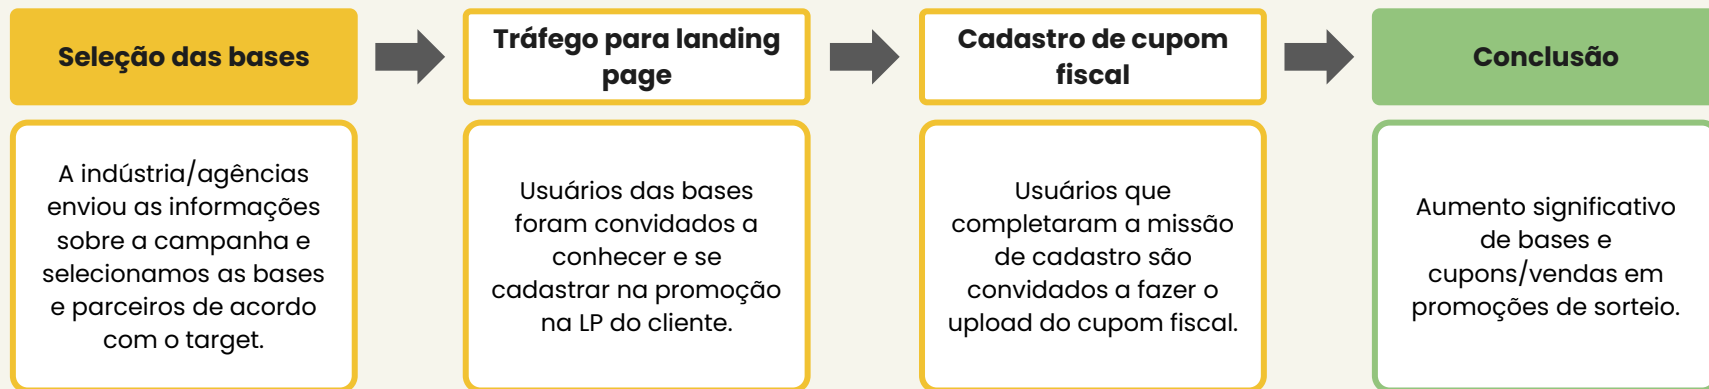 Seleção das bases
A indústria/agências
enviou as informações
sobre a campanha e
selecionamos as bases
e parceiros de acordo
com o target.
Tráfego para landing
page
Usuários das bases
foram convidados a
conhecer e se
cadastrar na promoção
na LP do cliente.
Cadastro de cupom
fiscal
Usuários que
completaram a missão
de cadastro são
convidados a fazer o
upload do cupom fiscal.
Conclusão
Aumento significativo
de bases e
cupons/vendas em
promoções de sorteio.